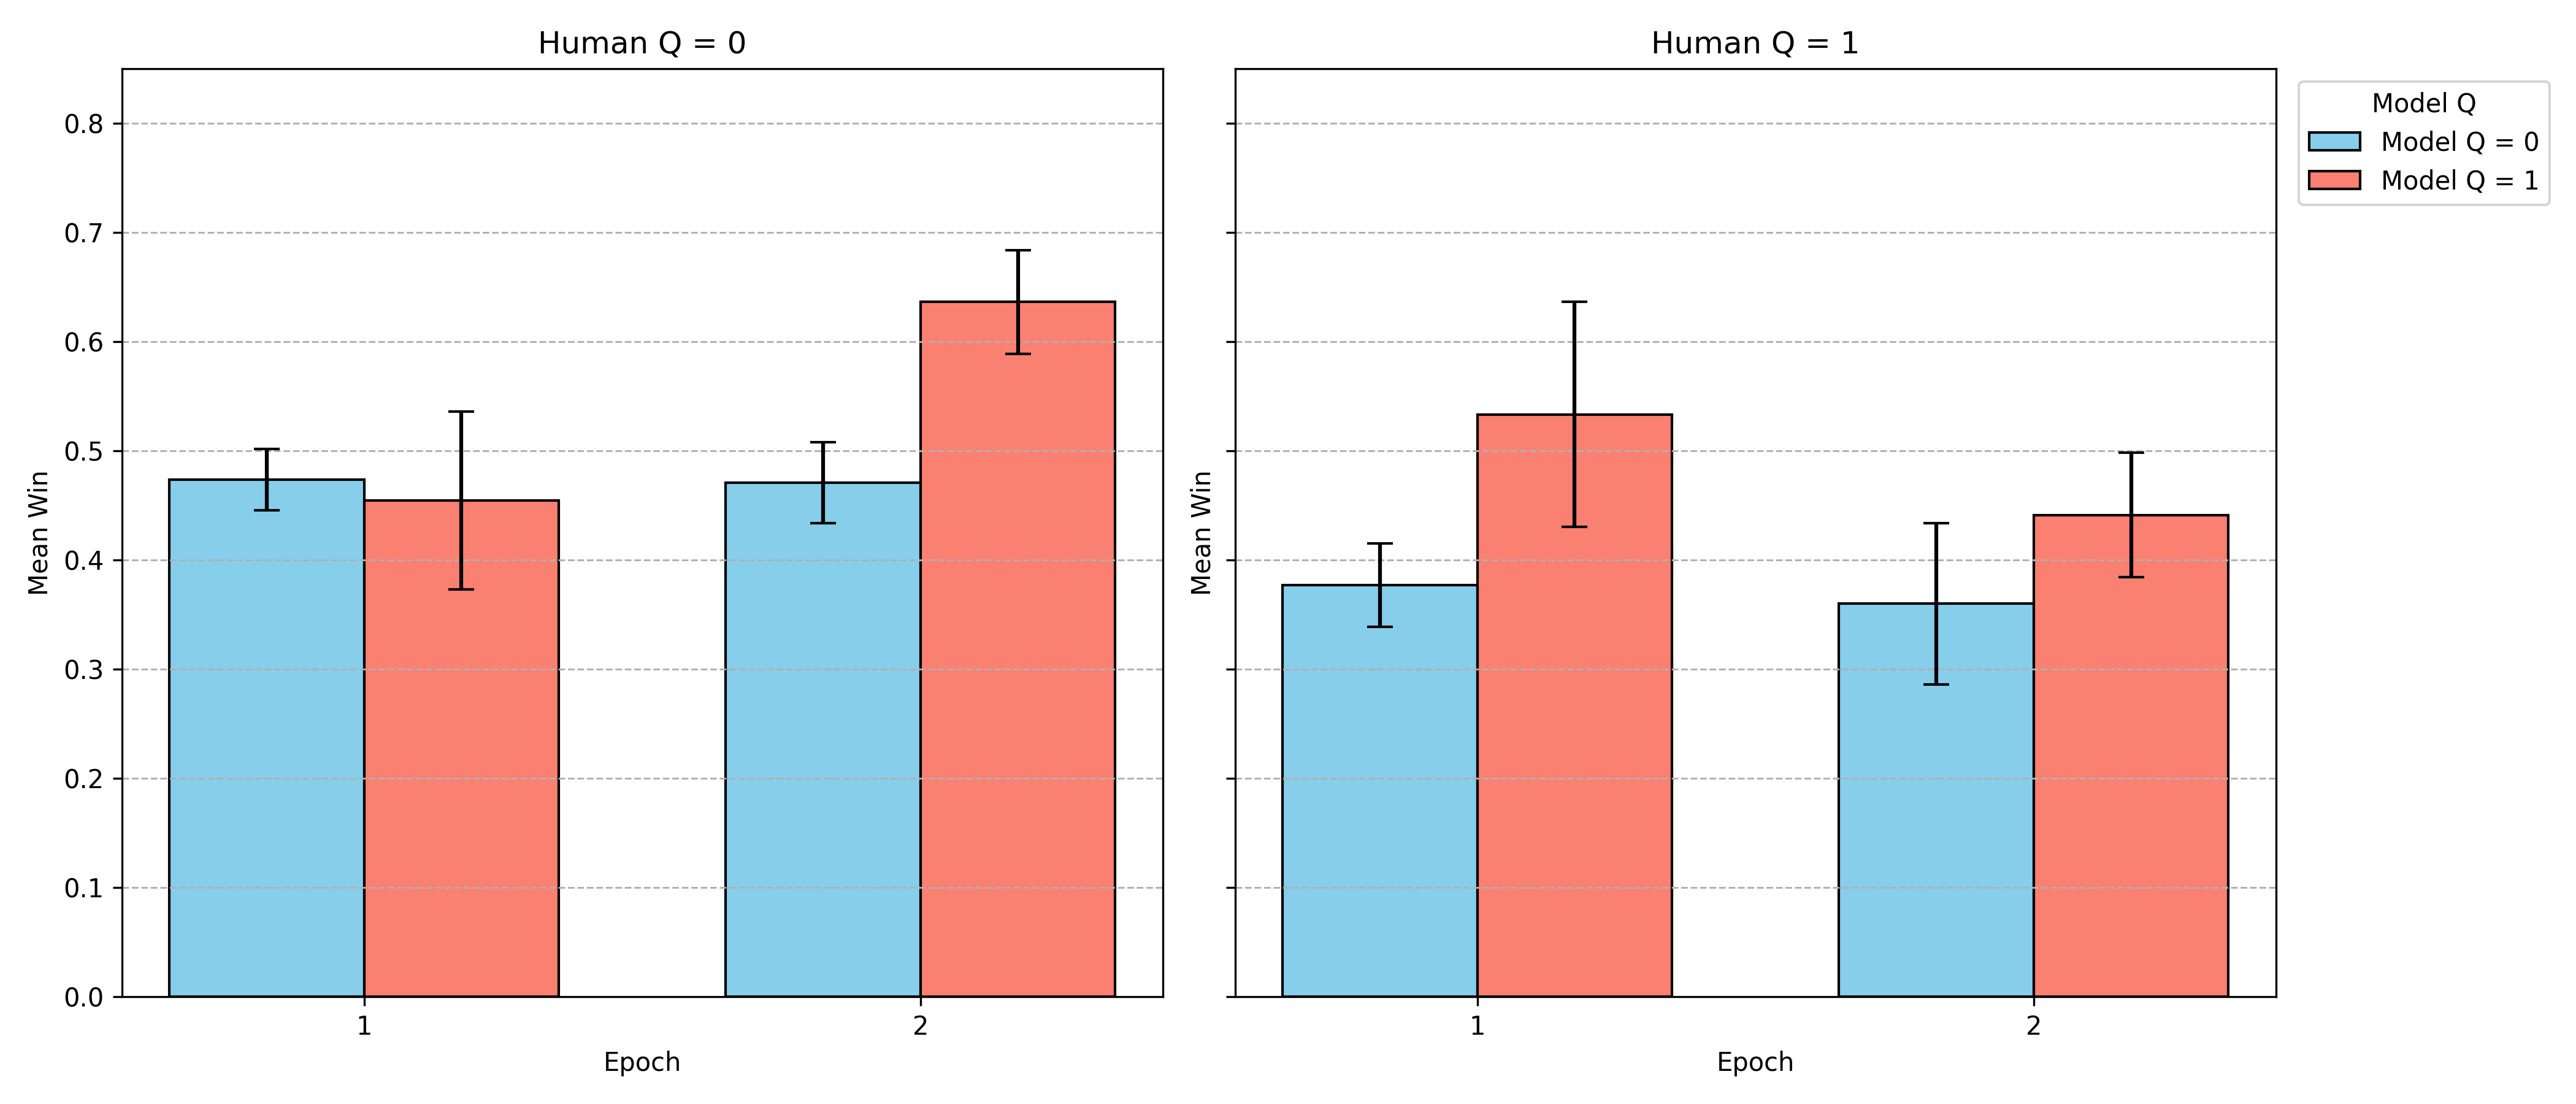 Human Q = 0
Mean Win
0.8
0.7
0.6
0.5
0.4
0.3
0.2
0.1
0.0
1
2
Epoch
Human Q = 1
Mean Win
1
2
Epoch
Model Q
Model Q = 0
Model Q = 1